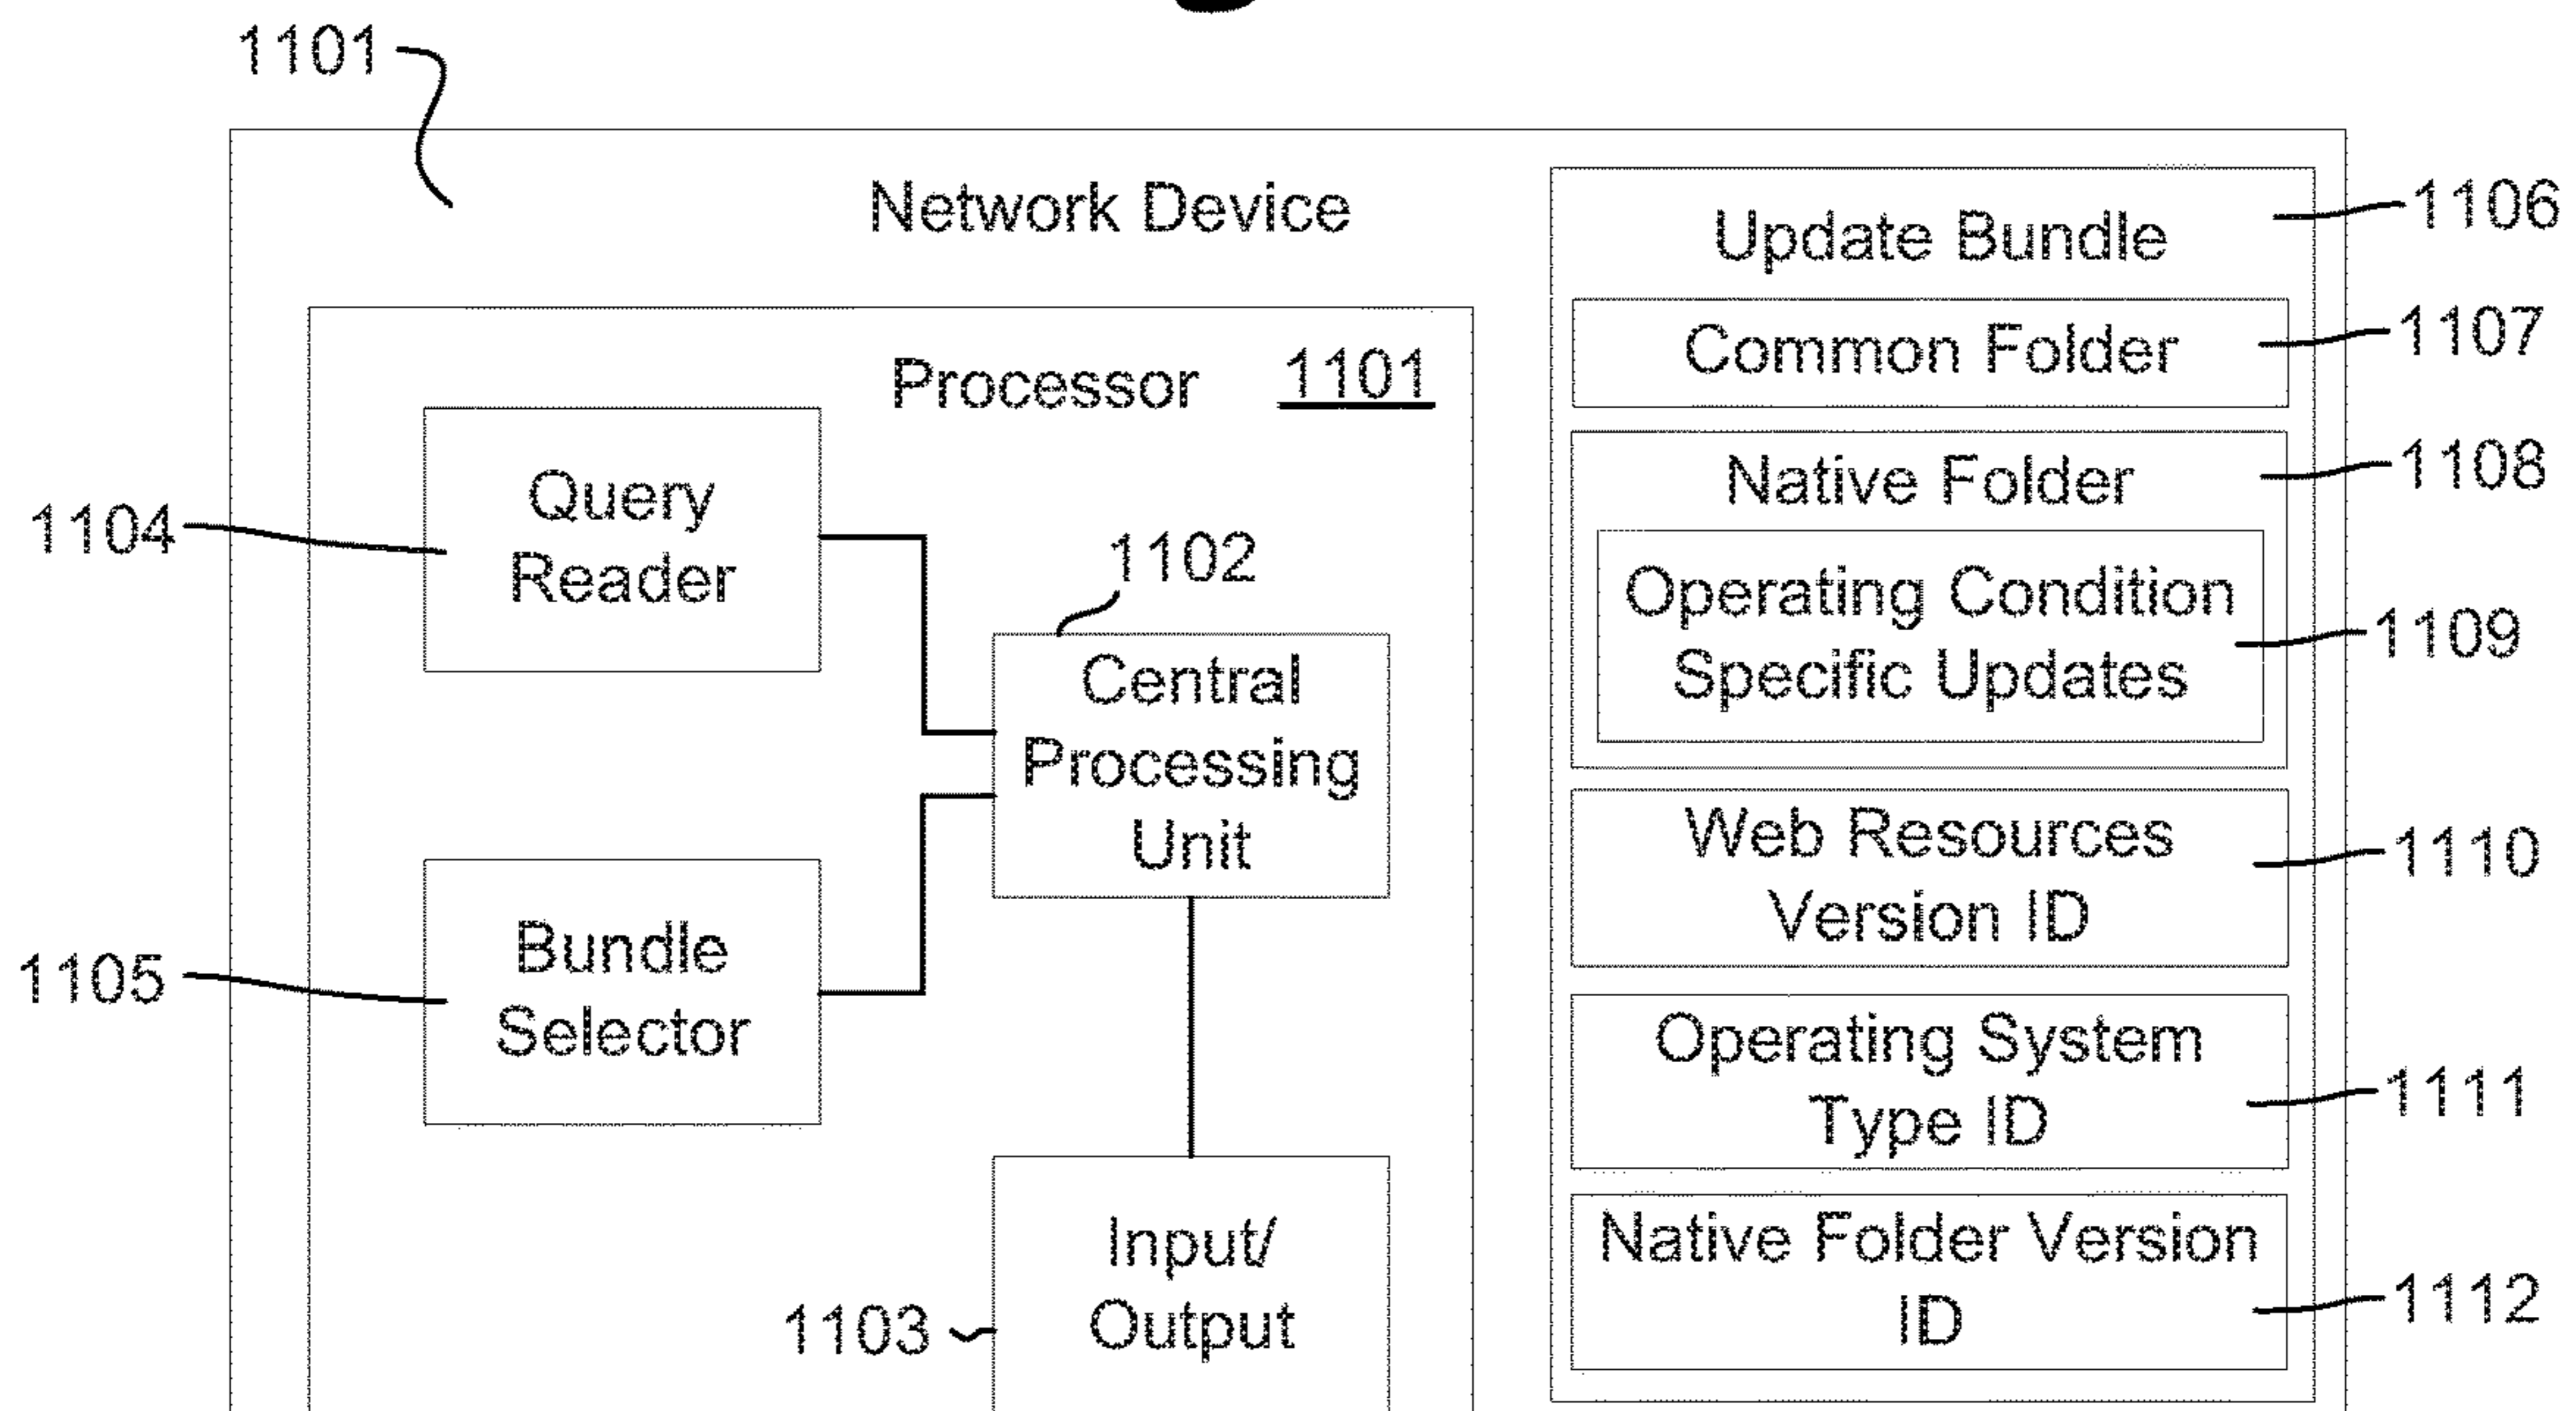 1101
Network Device
Processor 1101
Query
Reader
1104
1102
Central
Processing
Unit
Bundle
Selector
1105
Input/
Output
1103
Update Bundle
1106
Common Folder
1107
Native Folder
1108
Operating Condition
Specific Updates
1109
Web Resources
Version ID
1110
Operating System
Type ID
1111
Native Folder Version
ID
1112